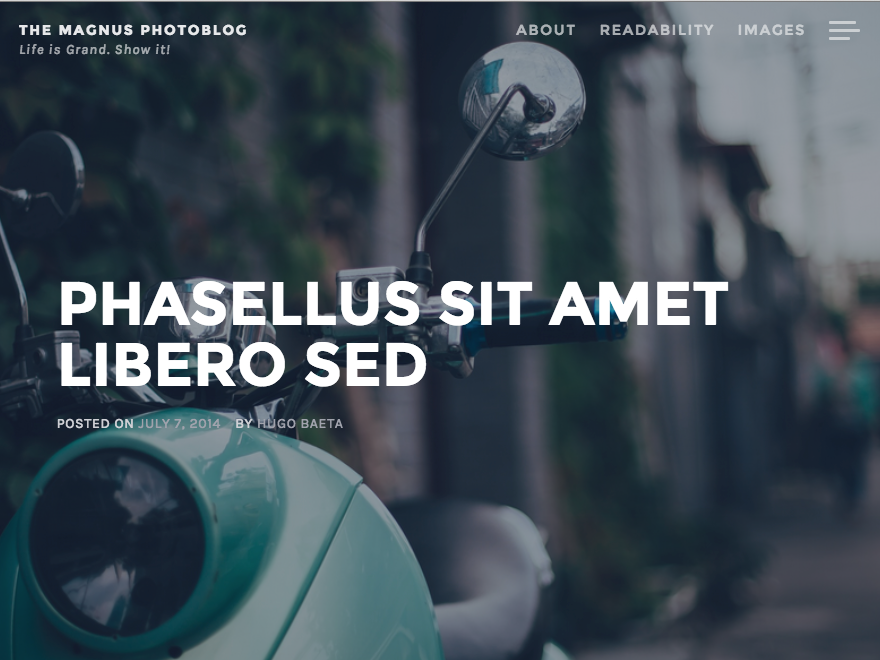 THE MAGNUS PHOTOBLOG
Life is Grand. Show it!
ABOUT READABILITY IMAGES
PHASELLUS SIT AMET
LIBERO SED
POSTED ON JULY 7, 2014 BY HUGO BAETA